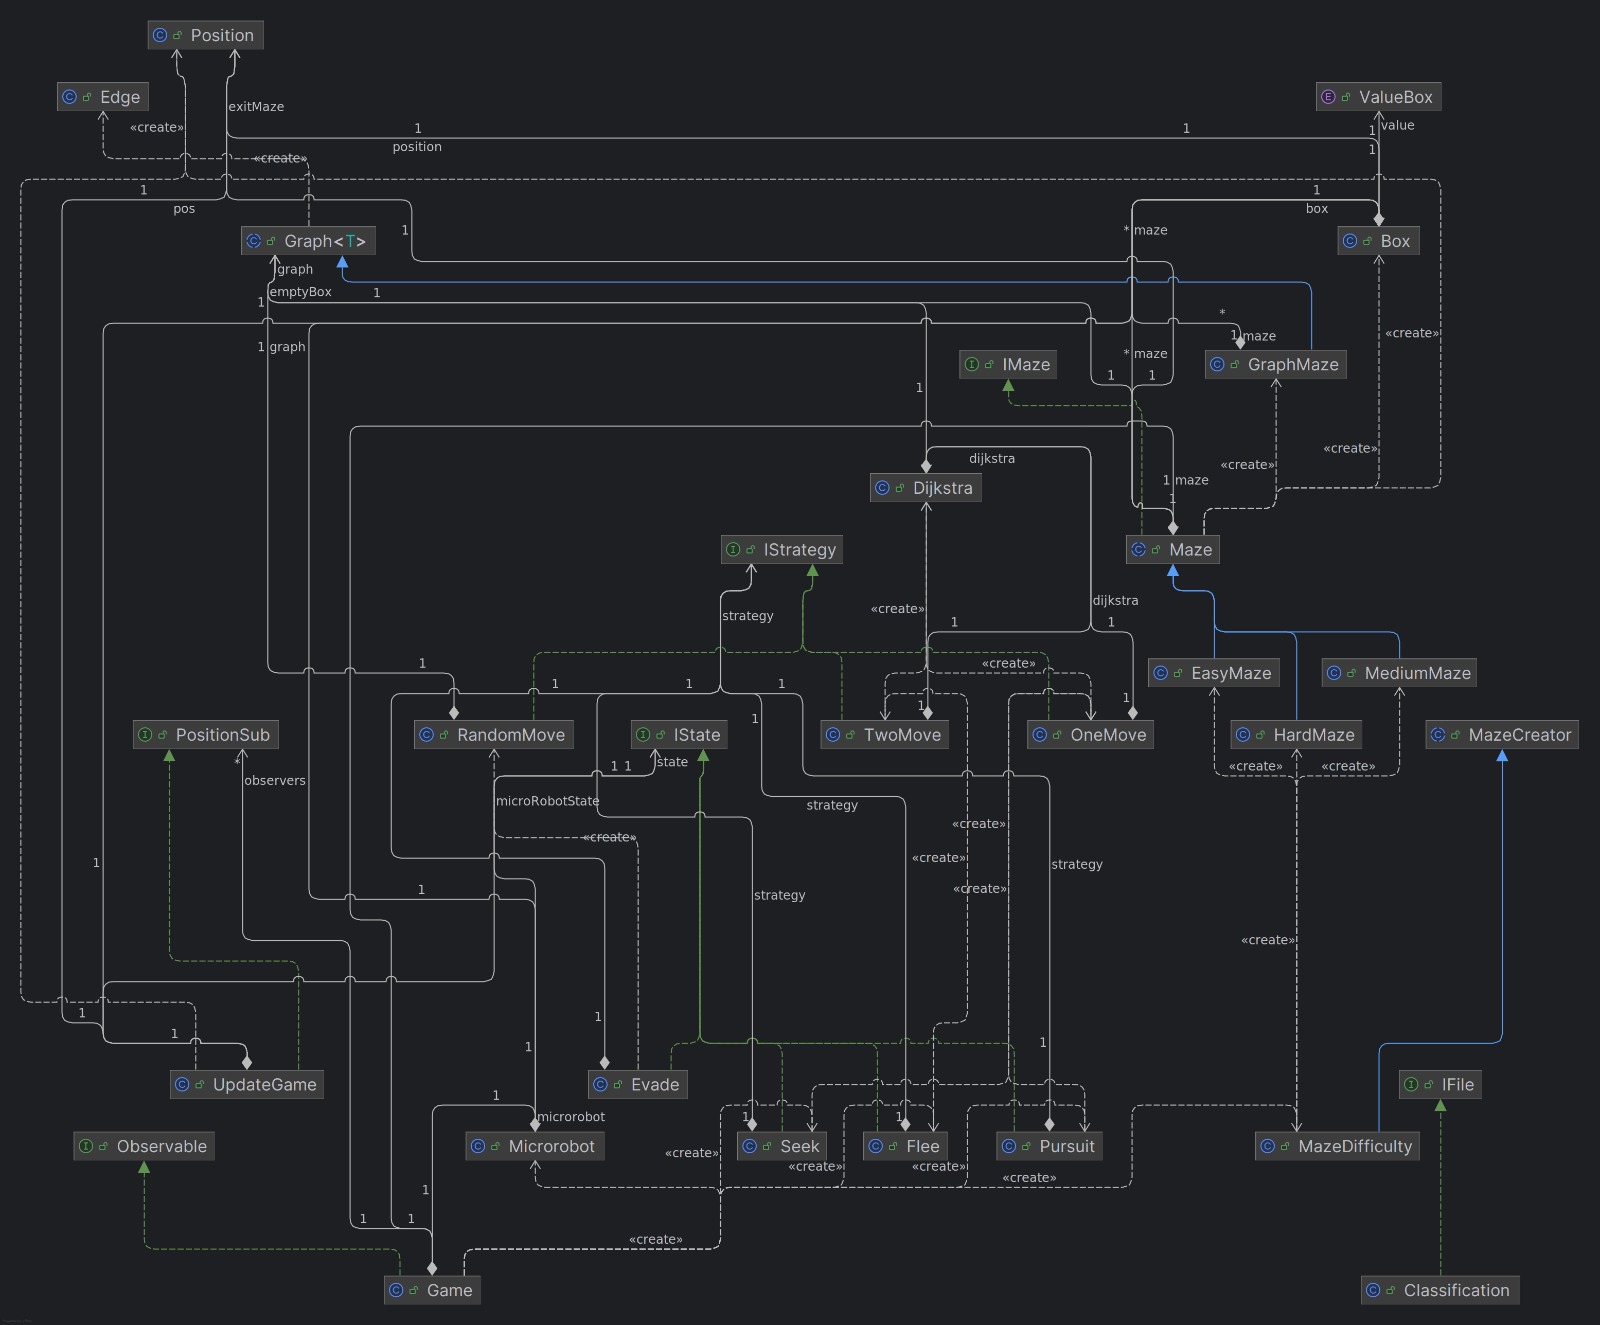 Position
Edge
ValueBox
exitMaze
«create»
1
1
value
1
position
1
«create»
1
1
pos
box
1
* maze
Graph<T>
Box
graph
emptyBox
1
1
*
1 maze
«create»
1 graph
* maze
IMaze
GraphMaze
1
1
1
«create»
dijkstra
«create»
1 maze
Dijkstra
1
IStrategy
Maze
dijkstra
«create»
strategy
1
1
1
«create»
EasyMaze
MediumMaze
1
1
1
1
1
1
PositionSub
RandomMove
IState
TwoMove
OneMove
HardMaze
MazeCreator
*
observers
1 1
state
«create»
«create»
microRobotState
strategy
«create»
«create»
1
«create»
strategy
1
«create»
strategy
«create»
1
1
1
1
1
UpdateGame
Evade
IFile
1
microrobot
1
1
Observable
Microrobot
Seek
Flee
Pursuit
MazeDifficulty
«create»
«create»
«create»
«create»
1
1
1
«create»
Game
Classification